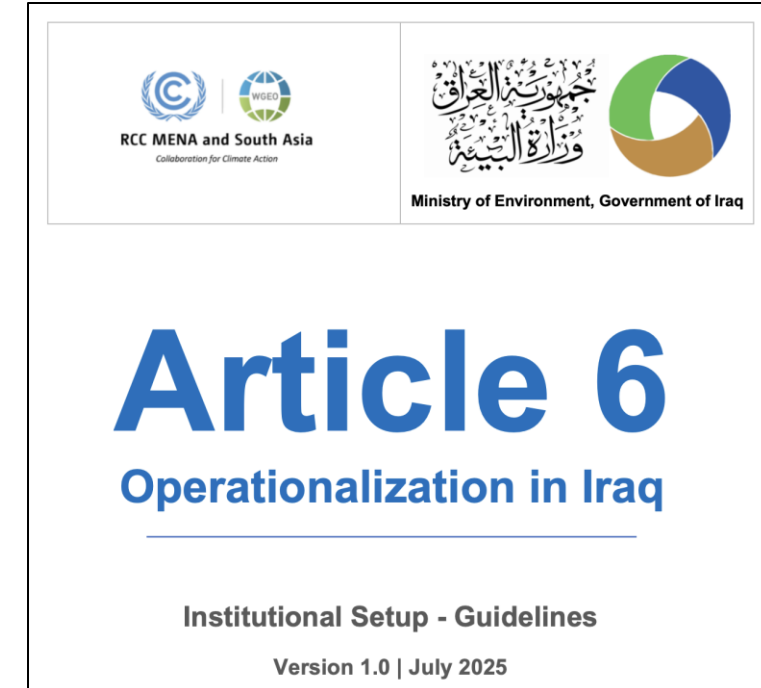 WGEO
RCC MENA and South Asia
Collaboration for Climate Action
جمهورية العراق
وزارة البيئة
Ministry of Environment, Government of Iraq
Article 6
Operationalization in Iraq
Institutional Setup - Guidelines
Version 1.0 | July 2025